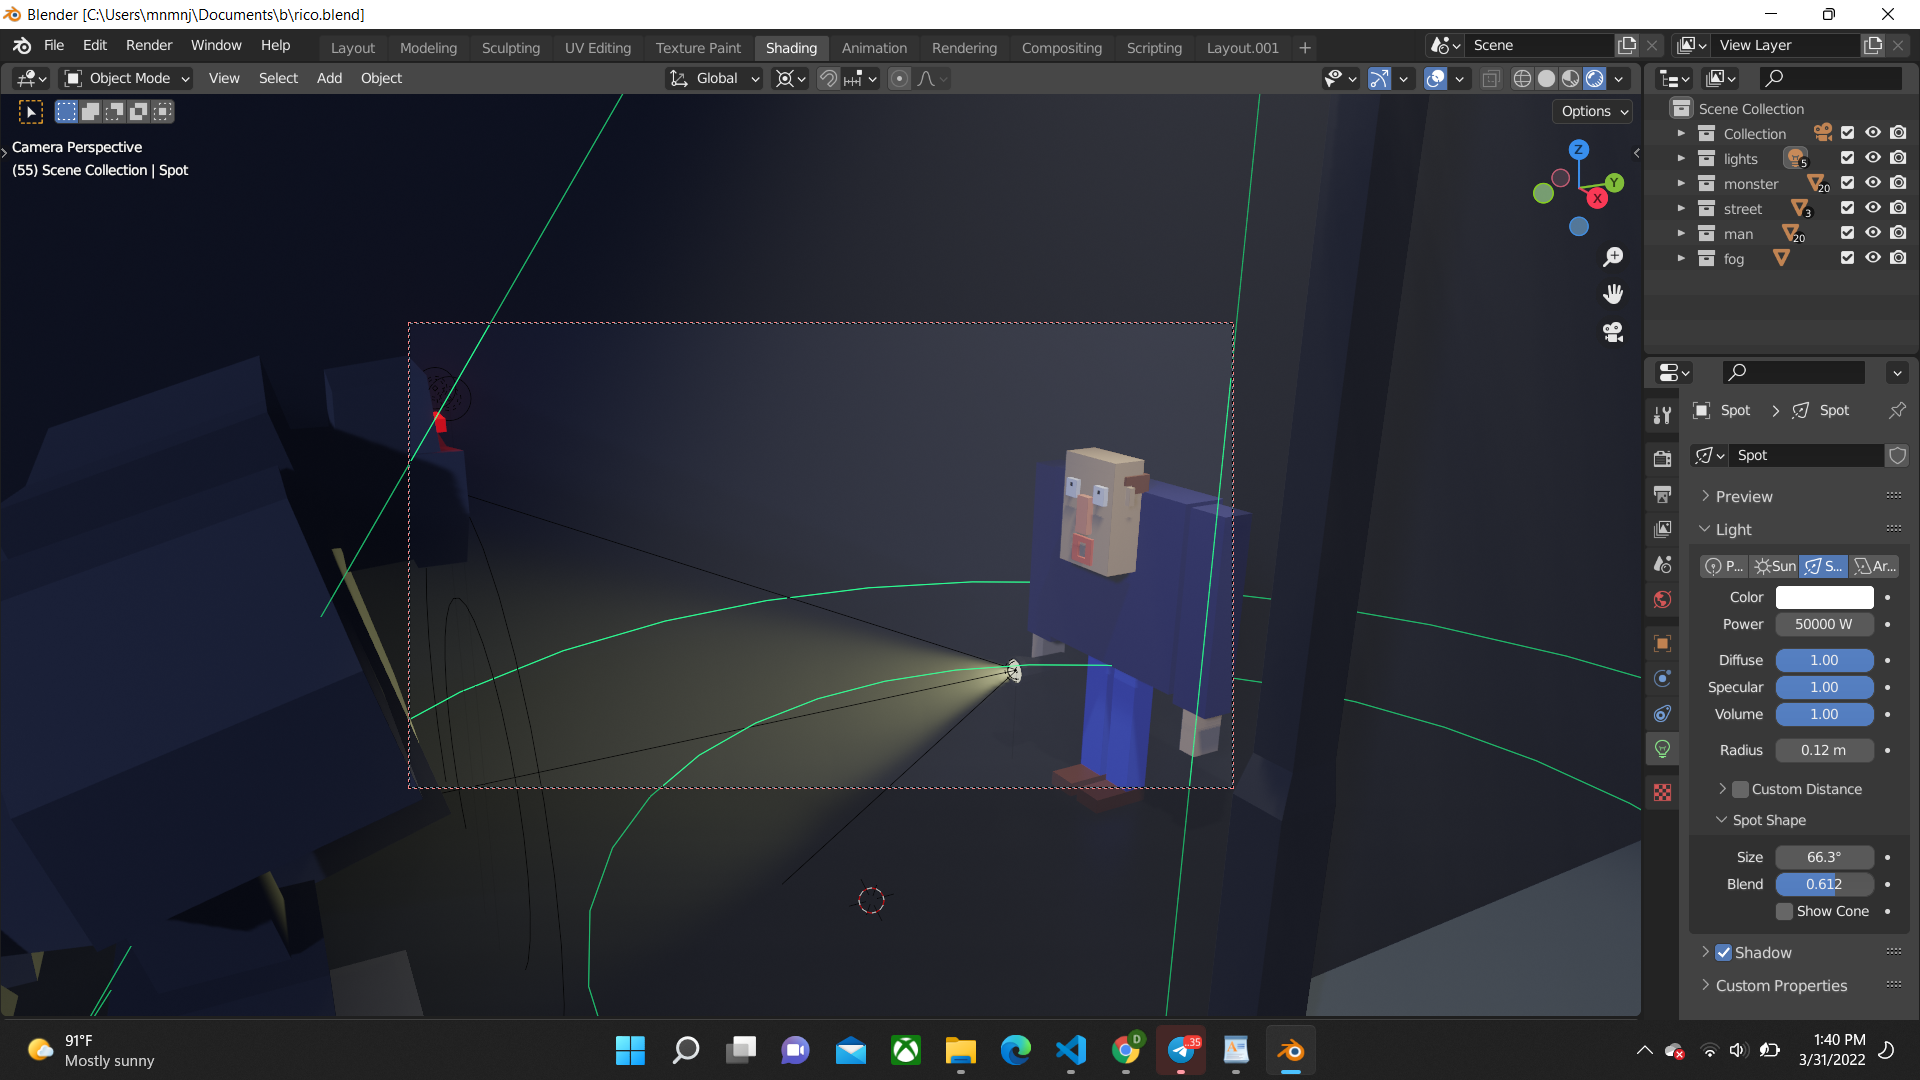 Blender [C:\Users\mnmnj\Documents\b\rico.blend]
File Edit Render Window Help Layout Modeling Sculpting UV Editing Texture Paint Shading Animation Rendering Compositing Scripting Layout.001 + Scene View Layer
Object Mode View Select Add Object Global
Options
Camera Perspective
(55) Scene Collection | Spot
Z
Y
X
Scene Collection
Collection
lights 5
monster 20
street 3
man 20
fog
Spot > Spot
Spot
Preview
Light
P... Sun S... Ar...
Color
Power 50000 W
Diffuse 1.00
Specular 1.00
Volume 1.00
Radius 0.12 m
Custom Distance
Spot Shape
Size 66.3°
Blend 0.612
Show Cone
Shadow
Custom Properties
91°F
Mostly sunny
D
..35
1:40 PM
3/31/2022